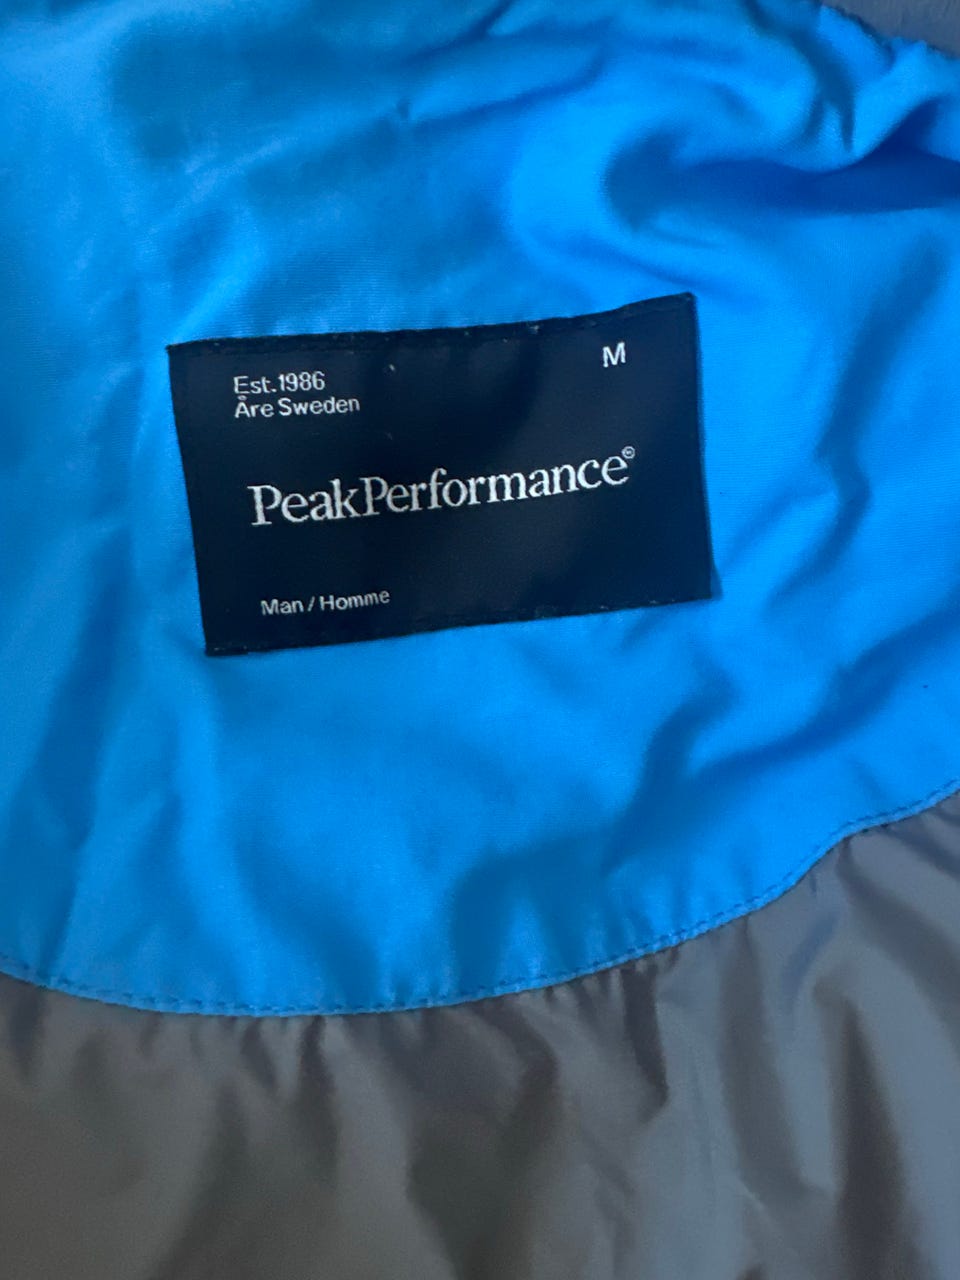 Est.1986
Åre Sweden
M
PeakPerformance®
Man / Homme